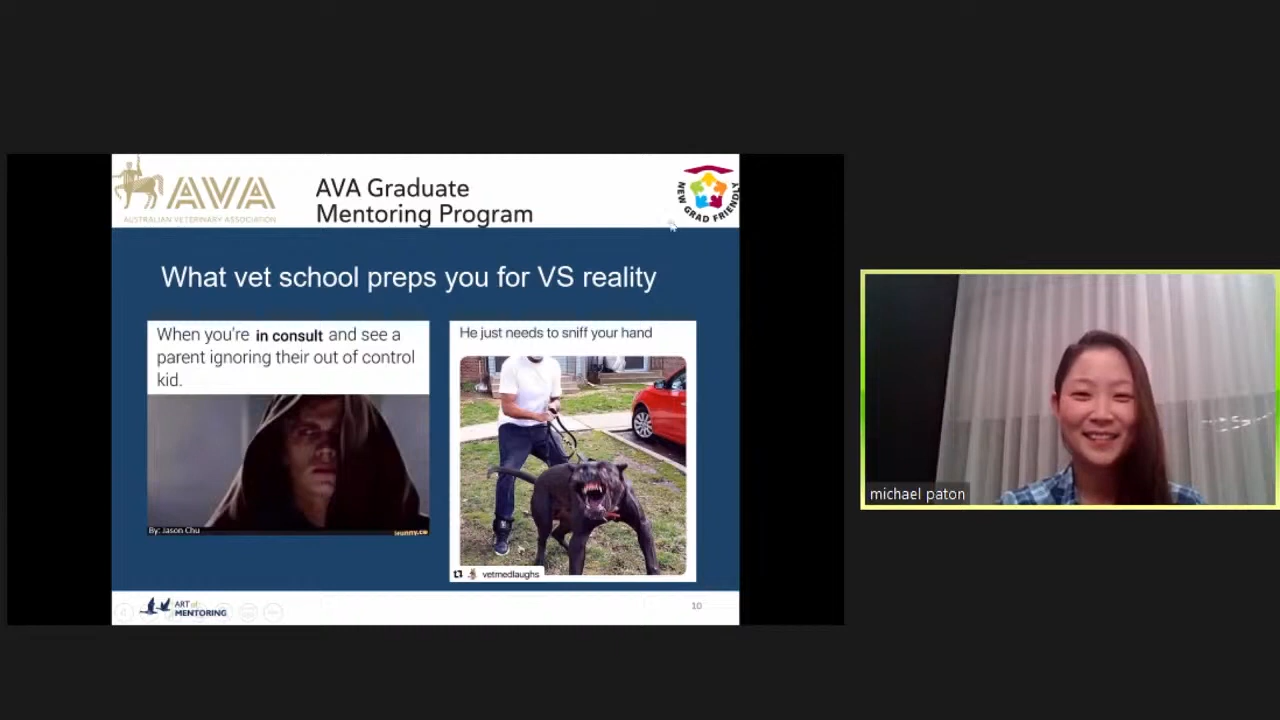 AVA
AUSTRALIAN VETERINARY ASSOCIATION
AVA Graduate
Mentoring Program
NEW GRAD FRIENDLY
What vet school preps you for VS reality
When you're in consult and see a
parent ignoring their out of control
kid.
By: Jason Chu
ifunny.co
He just needs to sniff your hand
vetmedlaughs
ART of
MENTORING
10
michael paton